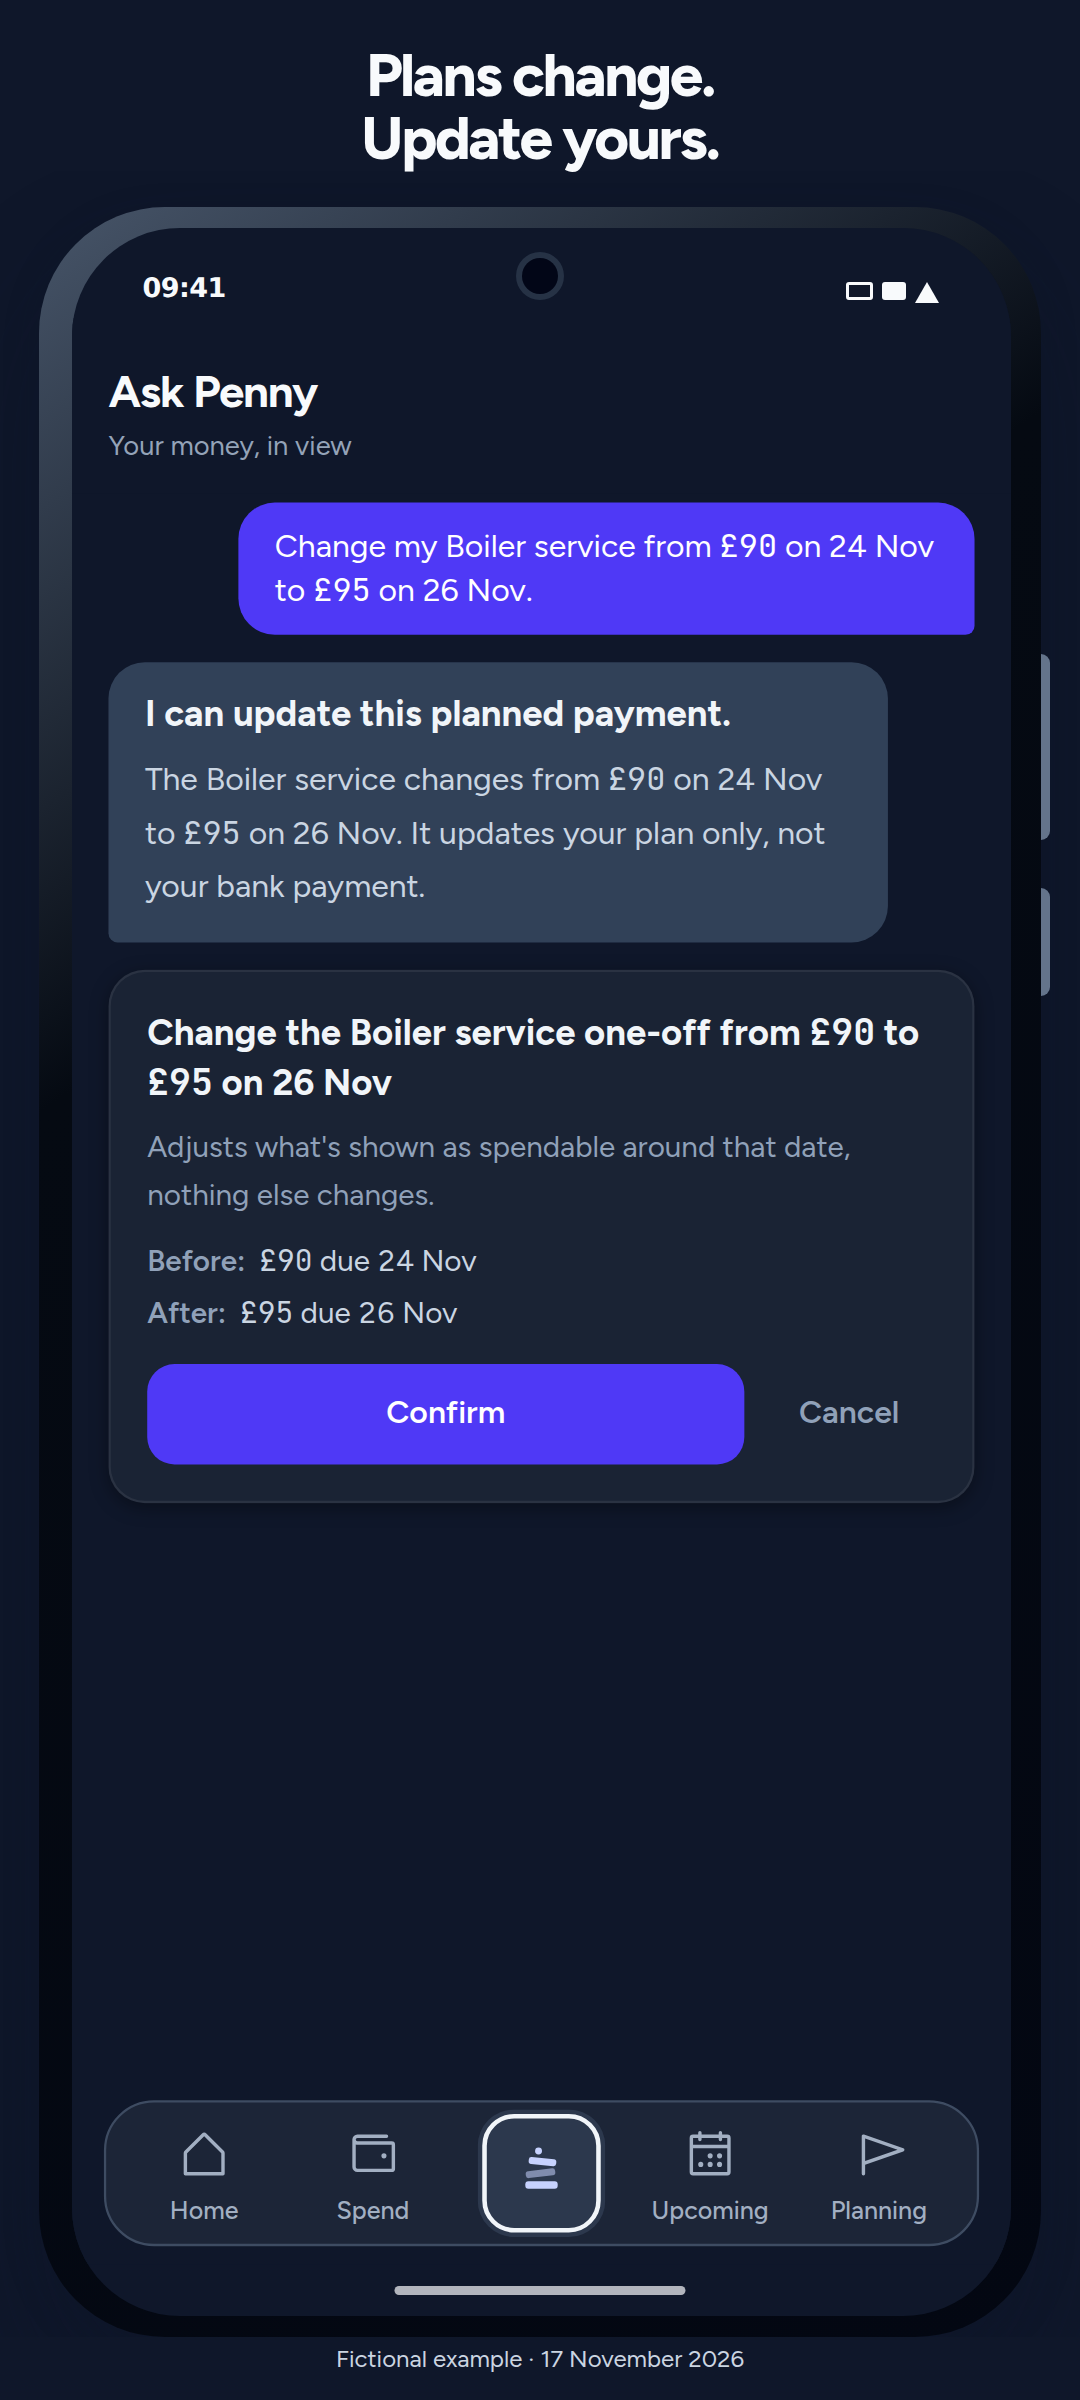 Plans change.
Update yours.
09:41
Ask Penny
Your money, in view
Change my Boiler service from £90 on 24 Nov
to £95 on 26 Nov.
I can update this planned payment.
The Boiler service changes from £90 on 24 Nov
to £95 on 26 Nov. It updates your plan only, not
your bank payment.
Change the Boiler service one-off from £90 to
£95 on 26 Nov
Adjusts what's shown as spendable around that date,
nothing else changes.
Before: £90 due 24 Nov
After: £95 due 26 Nov
Confirm
Cancel
Home
Spend
Upcoming
Planning
Fictional example · 17 November 2026